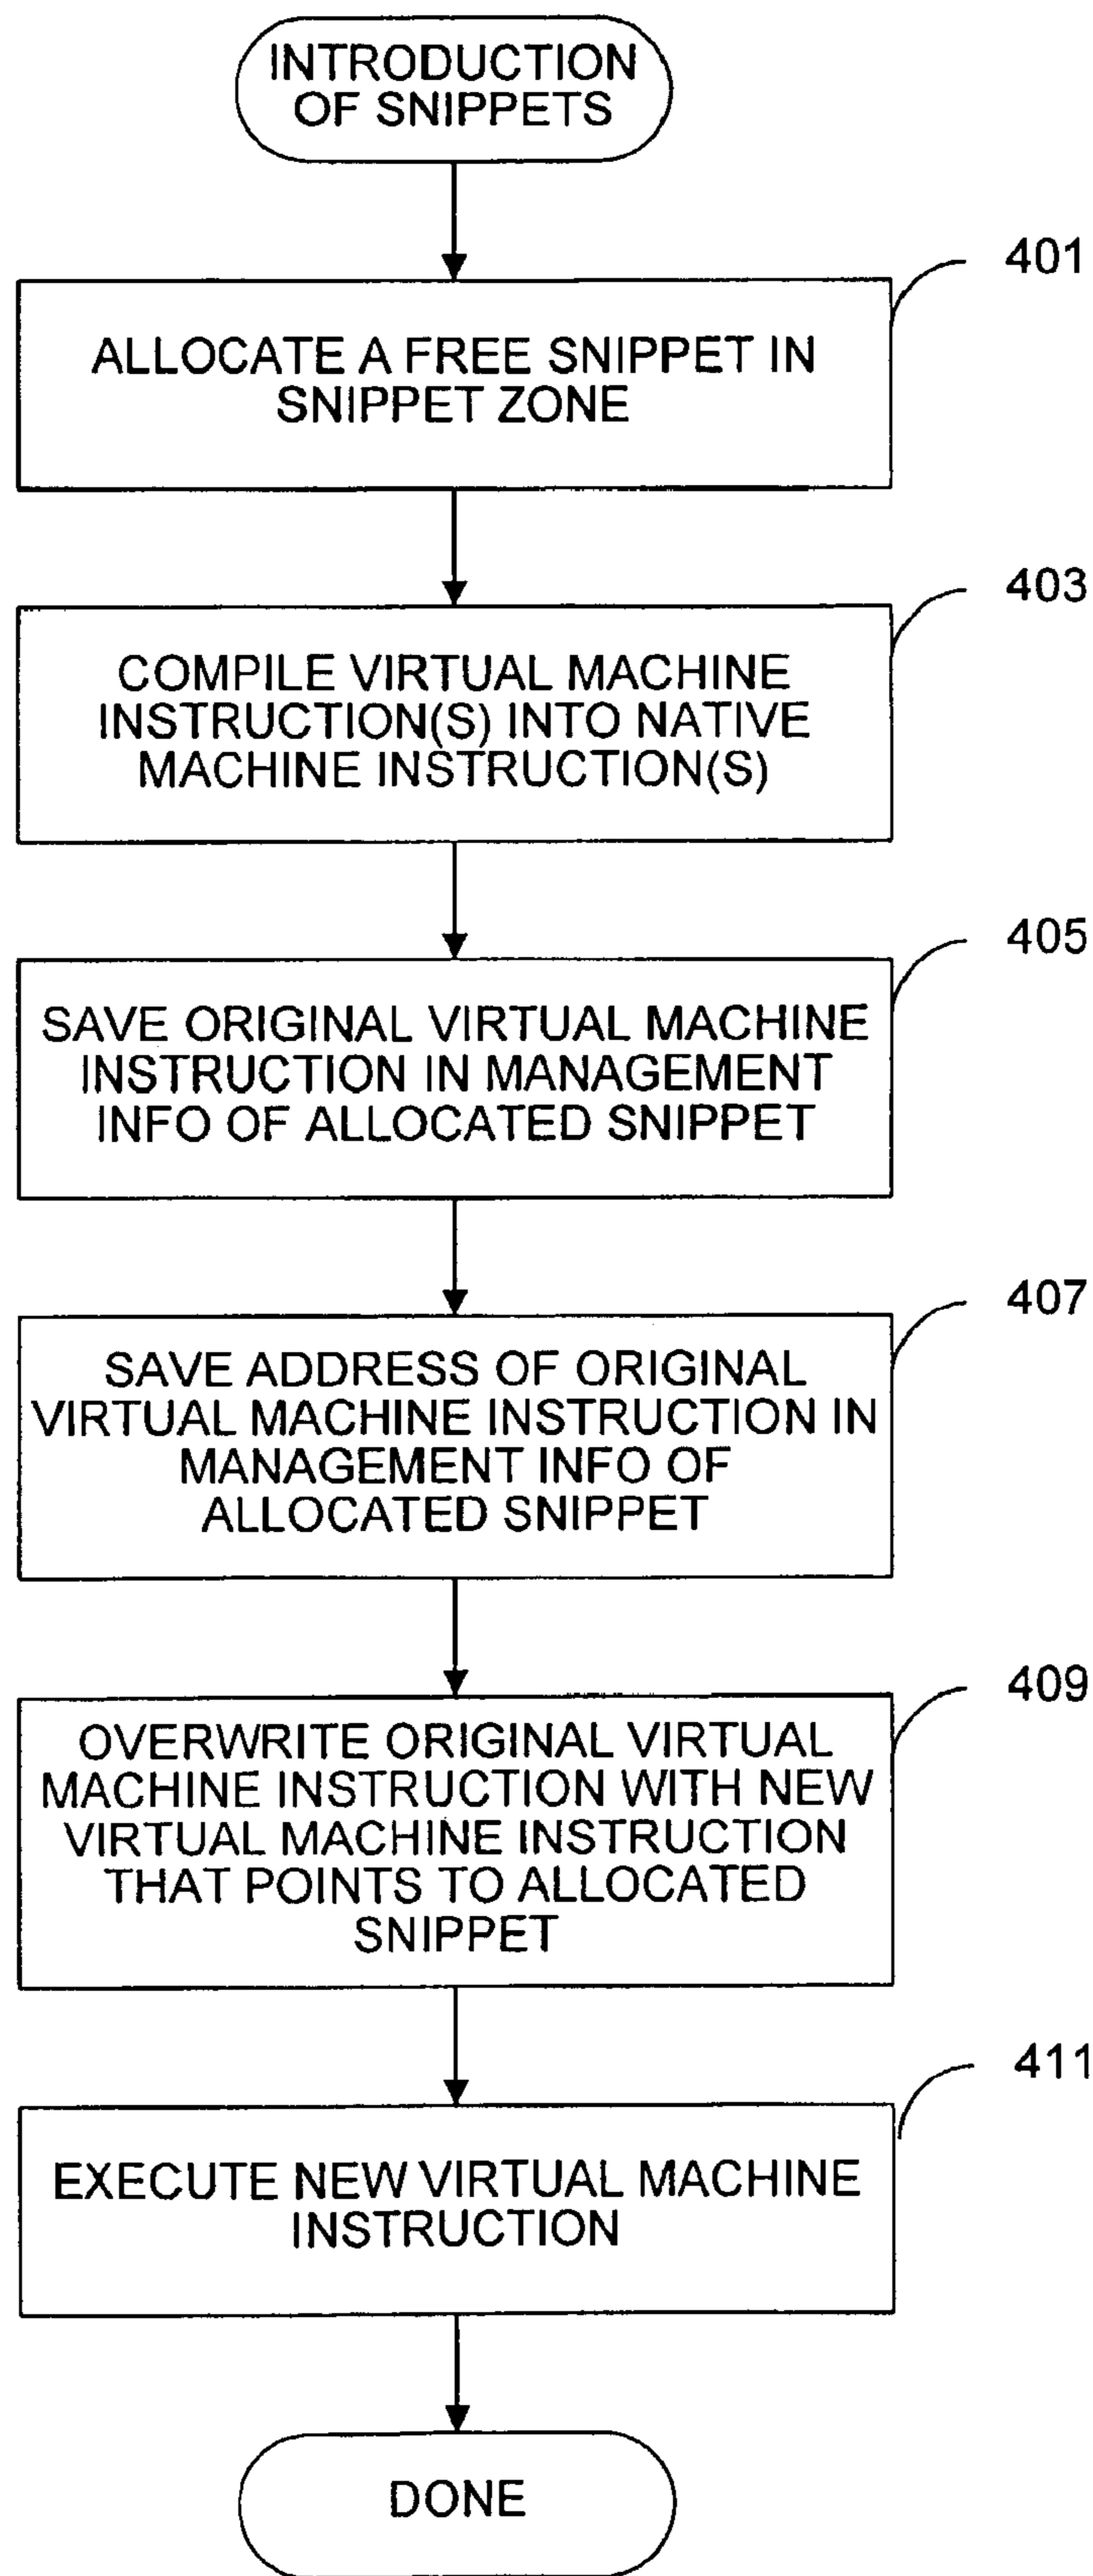 INTRODUCTION
OF SNIPPETS
401
ALLOCATE A FREE SNIPPET IN
SNIPPET ZONE
403
COMPILE VIRTUAL MACHINE
INSTRUCTION(S) INTO NATIVE
MACHINE INSTRUCTION(S)
405
SAVE ORIGINAL VIRTUAL MACHINE
INSTRUCTION IN MANAGEMENT
INFO OF ALLOCATED SNIPPET
407
SAVE ADDRESS OF ORIGINAL
VIRTUAL MACHINE INSTRUCTION IN
MANAGEMENT INFO OF
ALLOCATED SNIPPET
409
OVERWRITE ORIGINAL VIRTUAL
MACHINE INSTRUCTION WITH NEW
VIRTUAL MACHINE INSTRUCTION
THAT POINTS TO ALLOCATED
SNIPPET
411
EXECUTE NEW VIRTUAL MACHINE
INSTRUCTION
DONE